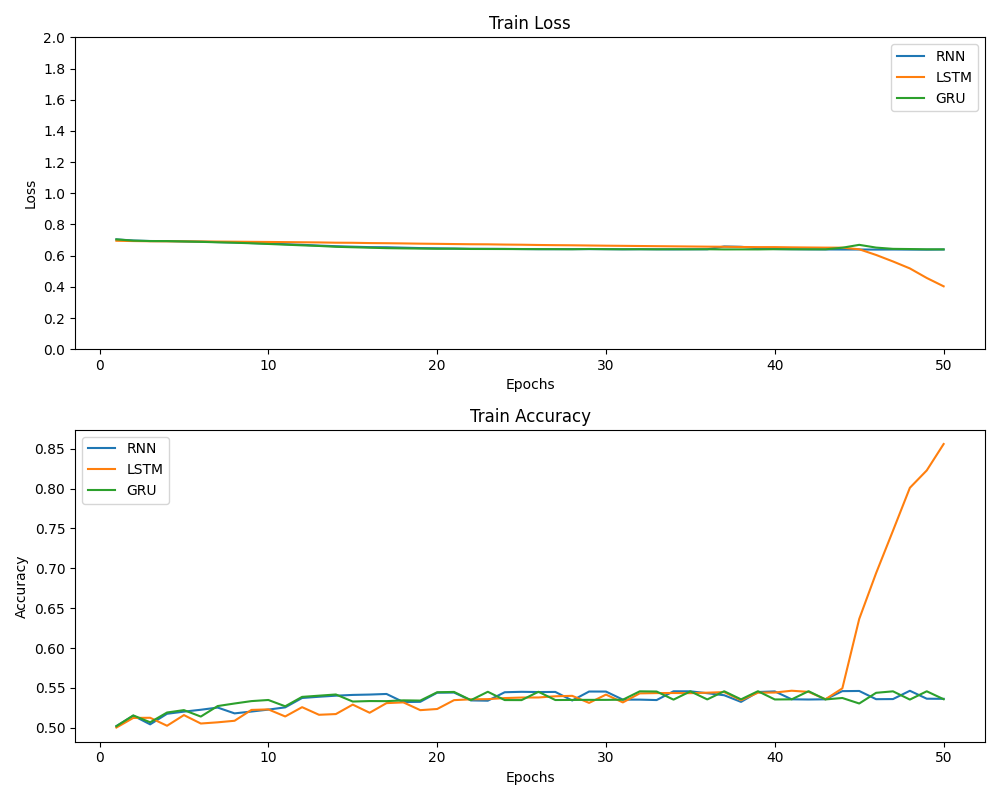 Train Loss
2.0
1.8
1.6
1.4
1.2
1.0
0.8
0.6
0.4
0.2
0.0
Loss
RNN
LSTM
GRU
0 10 20 30 40 50
Epochs
Train Accuracy
0.85
0.80
0.75
0.70
0.65
0.60
0.55
0.50
Accuracy
RNN
LSTM
GRU
0 10 20 30 40 50
Epochs